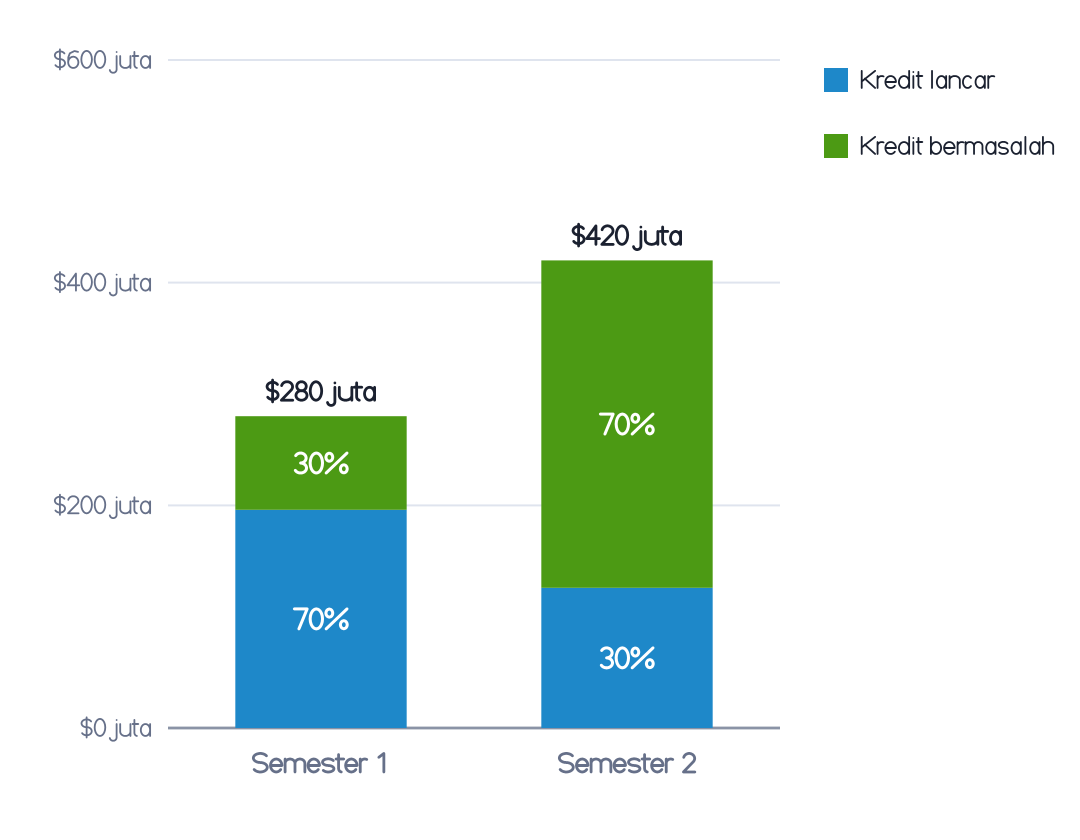 $600 juta
$400 juta
$200 juta
$0 juta
$280 juta
30%
70%
$420 juta
70%
30%
Semester 1
Semester 2
Kredit lancar
Kredit bermasalah